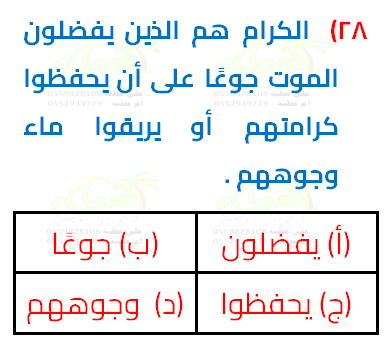 ٢٨) الكرام هم الذين يفضلون
الموت جوعًا على أن يحفظوا
كرامتهم أو يريقوا ماء
وجوههم .
(أ) يفضلون
(ب) جوعًا
(ج) يحفظوا
(د) وجوههم